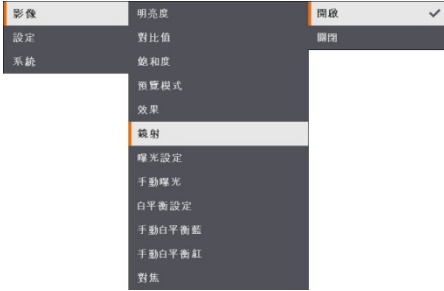 影像
設定
系統
明亮度
對比值
飽和度
預覽模式
效果
鏡射
曝光設定
手動曝光
白平衡設定
手動白平衡藍
手動白平衡紅
對焦
開啟
關閉